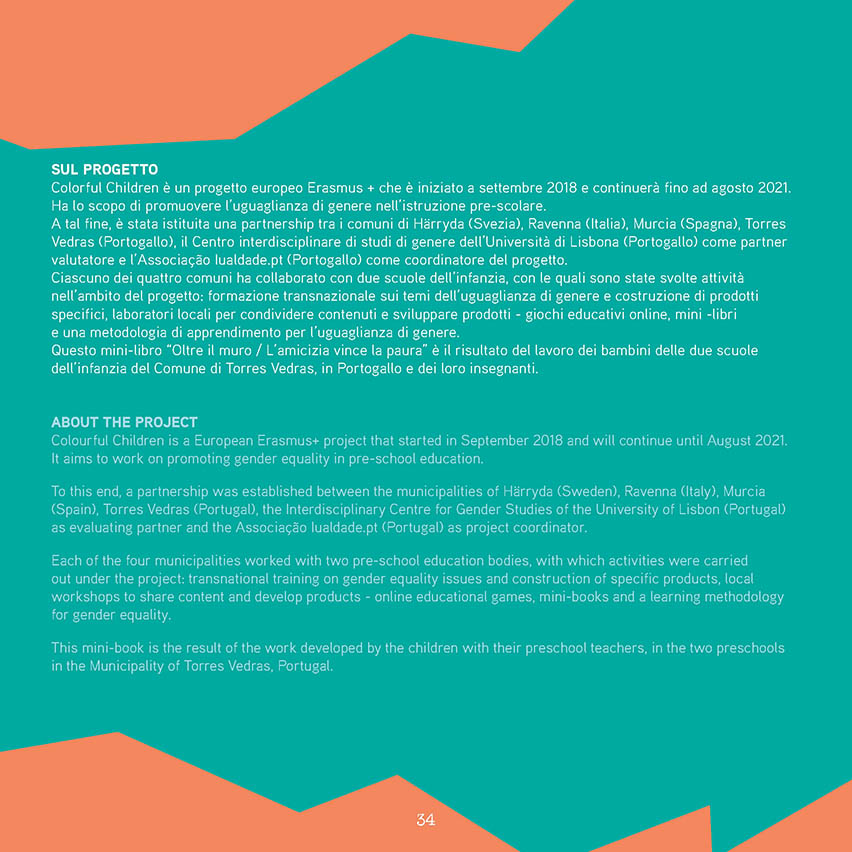 SUL PROGETTO
Colorful Children è un progetto europeo Erasmus + che è iniziato a settembre 2018 e continuerà fino ad agosto 2021.
Ha lo scopo di promuovere l'uguaglianza di genere nell'istruzione pre-scolare.
A tal fine, è stata istituita una partnership tra i comuni di Härryda (Svezia), Ravenna (Italia), Murcia (Spagna), Torres
Vedras (Portogallo), il Centro interdisciplinare di studi di genere dell'Università di Lisbona (Portogallo) come partner
valutatore e l'Associação Iualdade.pt (Portogallo) come coordinatore del progetto.
Ciascuno dei quattro comuni ha collaborato con due scuole dell'infanzia, con le quali sono state svolte attività
nell'ambito del progetto: formazione transnazionale sui temi dell'uguaglianza di genere e costruzione di prodotti
specifici, laboratori locali per condividere contenuti e sviluppare prodotti - giochi educativi online, mini -libri
e una metodologia di apprendimento per l'uguaglianza di genere.
Questo mini-libro "Oltre il muro / L'amicizia vince la paura" è il risultato del lavoro dei bambini delle due scuole
dell'infanzia del Comune di Torres Vedras, in Portogallo e dei loro insegnanti.
ABOUT THE PROJECT
Colourful Children is a European Erasmus+ project that started in September 2018 and will continue until August 2021.
It aims to work on promoting gender equality in pre-school education.
To this end, a partnership was established between the municipalities of Härryda (Sweden), Ravenna (Italy), Murcia
(Spain), Torres Vedras (Portugal), the Interdisciplinary Centre for Gender Studies of the University of Lisbon (Portugal)
as evaluating partner and the Associação Iualdade.pt (Portugal) as project coordinator.
Each of the four municipalities worked with two pre-school education bodies, with which activities were carried
out under the project: transnational training on gender equality issues and construction of specific products, local
workshops to share content and develop products - online educational games, mini-books and a learning methodology
for gender equality.
This mini-book is the result of the work developed by the children with their preschool teachers, in the two preschools
in the Municipality of Torres Vedras, Portugal.
34